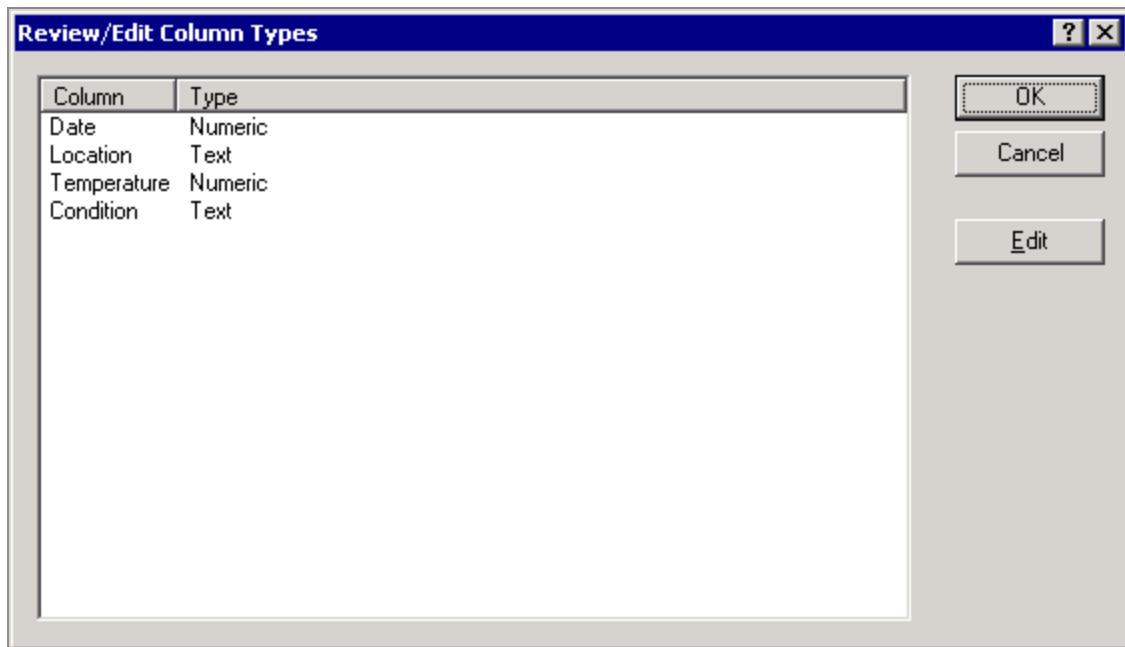 Review/Edit Column Types
Column Type
Date Numeric
Location Text
Temperature Numeric
Condition Text
OK
Cancel
Edit